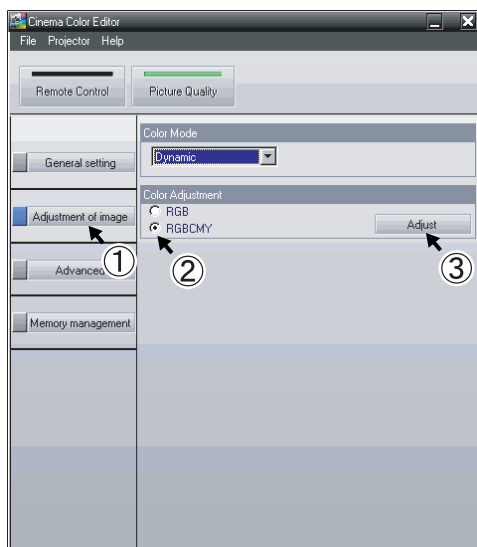 Cinema Color Editor
File Projector Help
Remote Control Picture Quality
Color Mode
Dynamic
General setting
Color Adjustment
RGB
RGBCMY
Adjust
Adjustment of image
①
②
③
Advanced
Memory management